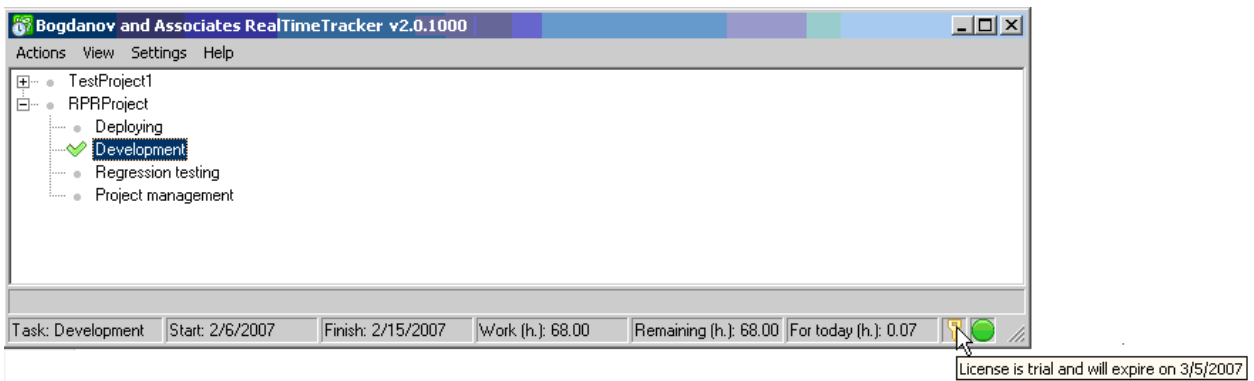 Bogdanov and Associates RealTimeTracker v2.0.1000
Actions View Settings Help
TestProject1
RPRProject
Deploying
Development
Regression testing
Project management
Task: Development Start: 2/6/2007 Finish: 2/15/2007 Work (h.): 68.00 Remaining (h.): 68.00 For today (h.): 0.07
License is trial and will expire on 3/5/2007